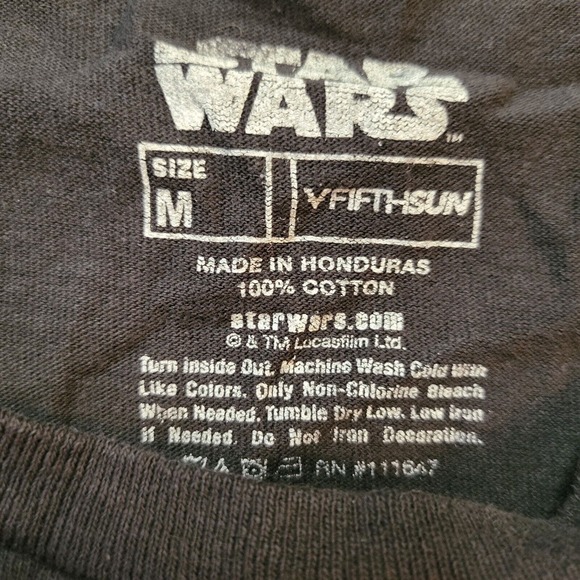 STAR
WARS
TM
SIZE
M
FIFTHSUN
MADE IN HONDURAS
100% COTTON
starwars.com
© & TM Lucasfilm Ltd.
Turn Inside Out. Machine Wash Cold With
Like Colors. Only Non-Chlorine Bleach
When Needed. Tumble Dry Low. Low Iron
If Needed. Do Not Iron Decoration.
RN #111647